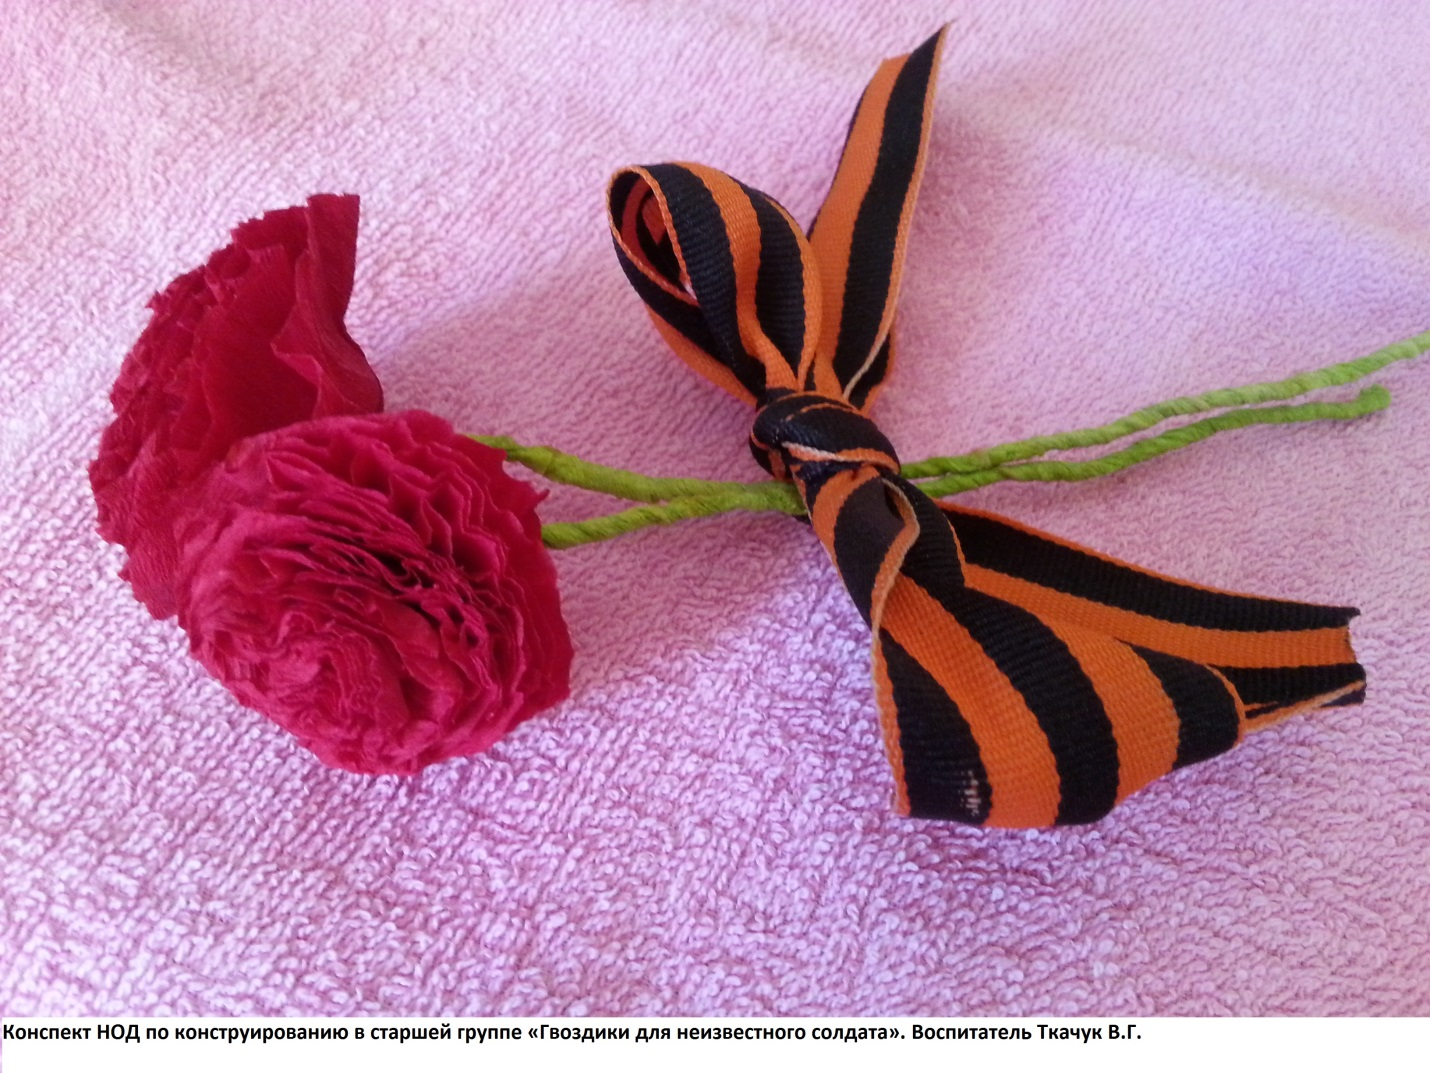 Конспект НОД по конструированию в старшей группе «Гвоздики для неизвестного солдата». Воспитатель Ткачук В.Г.